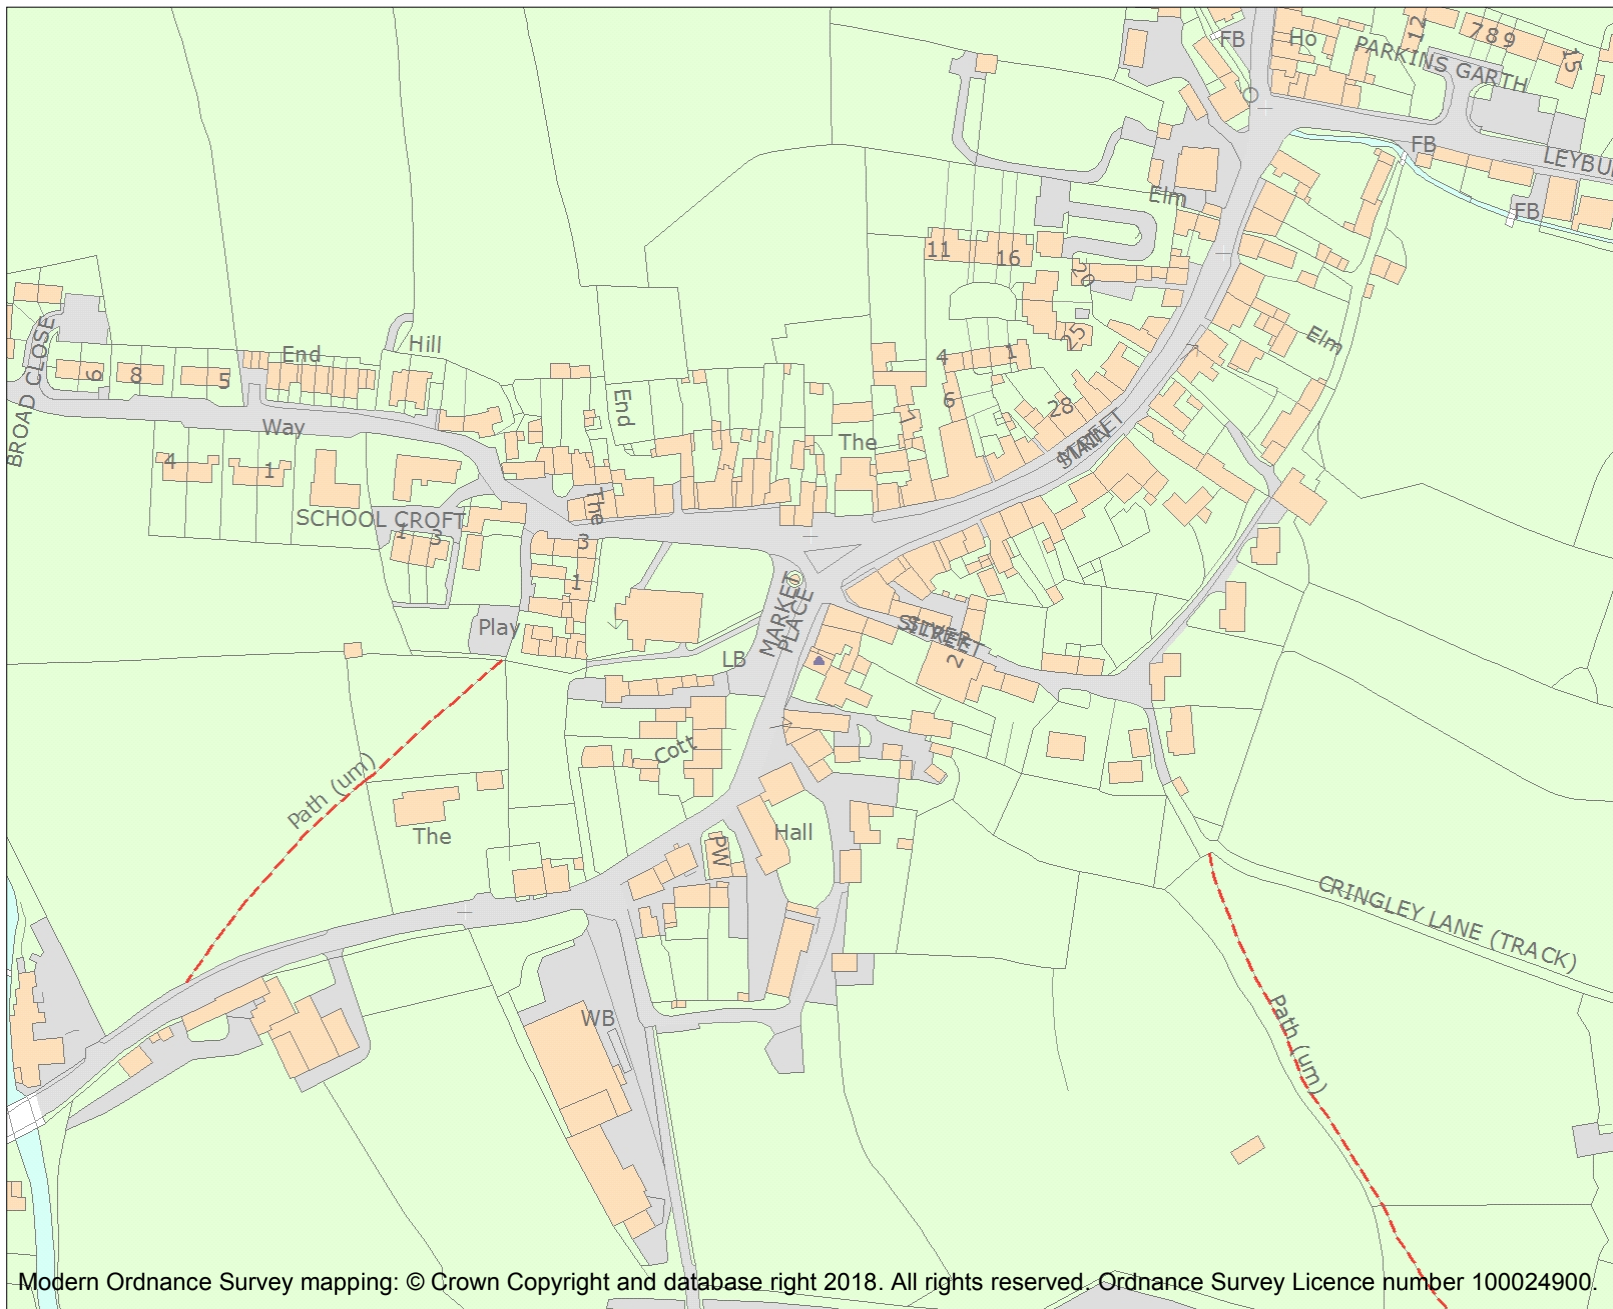 FB
Ho
12
789
15
PARKINS GARTH
FB
LEYBU
FB
Elm
11
16
20
25
Elm
BROAD CLOSE
6
8
5
End
Hill
Way
End
4
1
4
6
7
28
The
MAIN
STREET
4
1
SCHOOL CROFT
1
3
The
3
1
Play
MARKET
PLACE
LB
SILVER
STREET
2
Cott
Path (um)
The
PW
Hall
CRINGLEY LANE (TRACK)
WB
Path (um)
Modern Ordnance Survey mapping: © Crown Copyright and database right 2018. All rights reserved. Ordnance Survey Licence number 100024900.